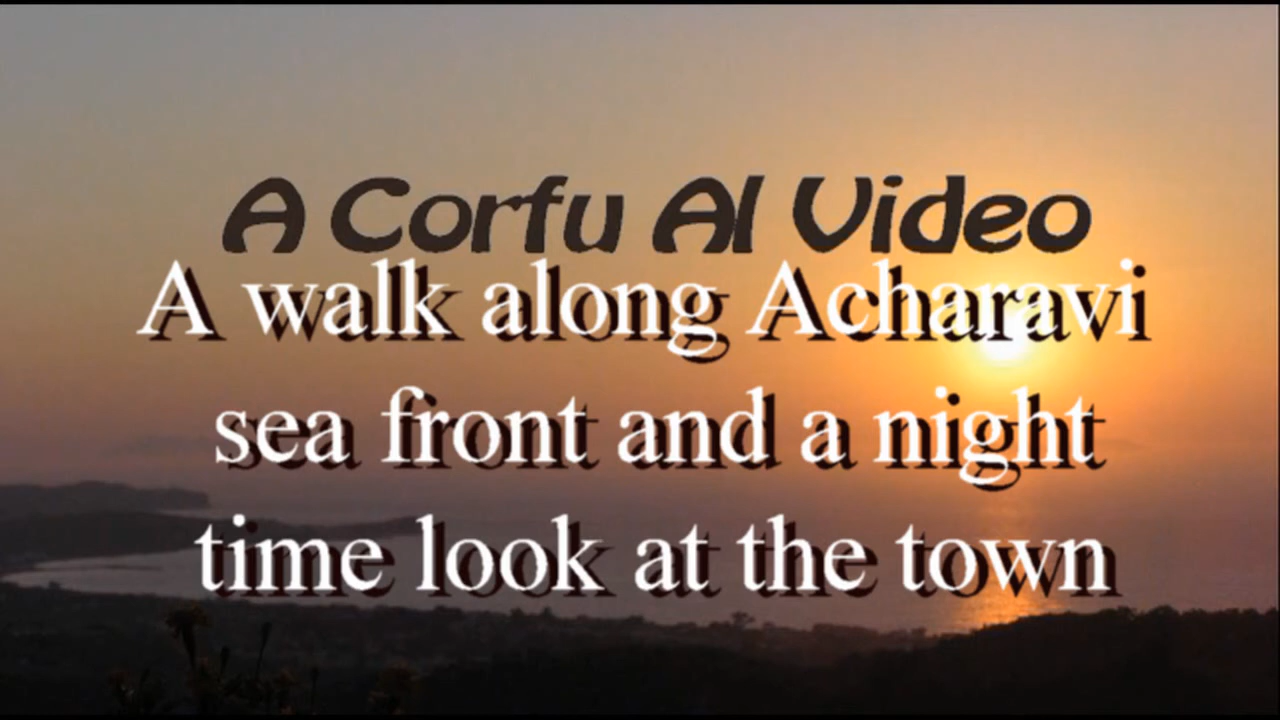 A Corfu Al Video
A walk along Acharavi
sea front and a night
time look at the town